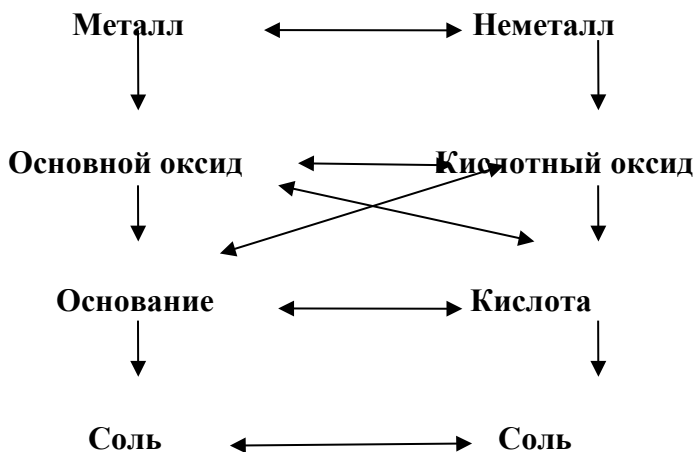 Металл Неметалл
Основной оксид Кислотный оксид
Основание Кислота
Соль Соль